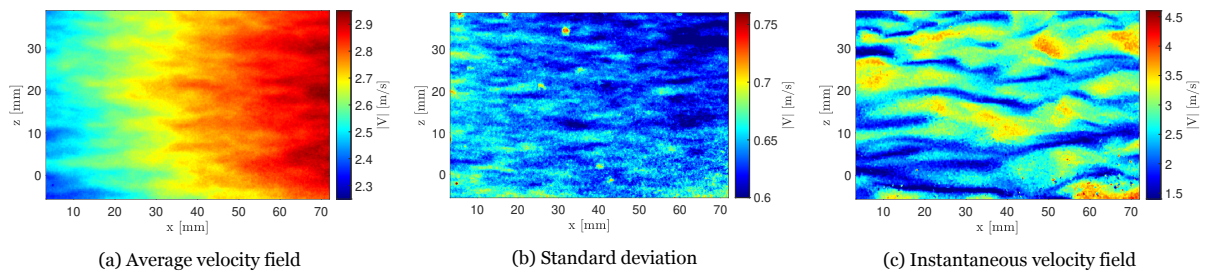 2.9
2.8
2.7
2.6
2.5
2.4
2.3
|V| [m/s]
30
20
10
0
z [mm]
10 20 30 40 50 60 70
x [mm]
(a) Average velocity field
0.75
0.7
0.65
0.6
|V| [m/s]
30
20
10
0
z [mm]
10 20 30 40 50 60 70
x [mm]
(b) Standard deviation
4.5
4
3.5
3
2.5
2
1.5
|V| [m/s]
30
20
10
0
z [mm]
10 20 30 40 50 60 70
x [mm]
(c) Instantaneous velocity field